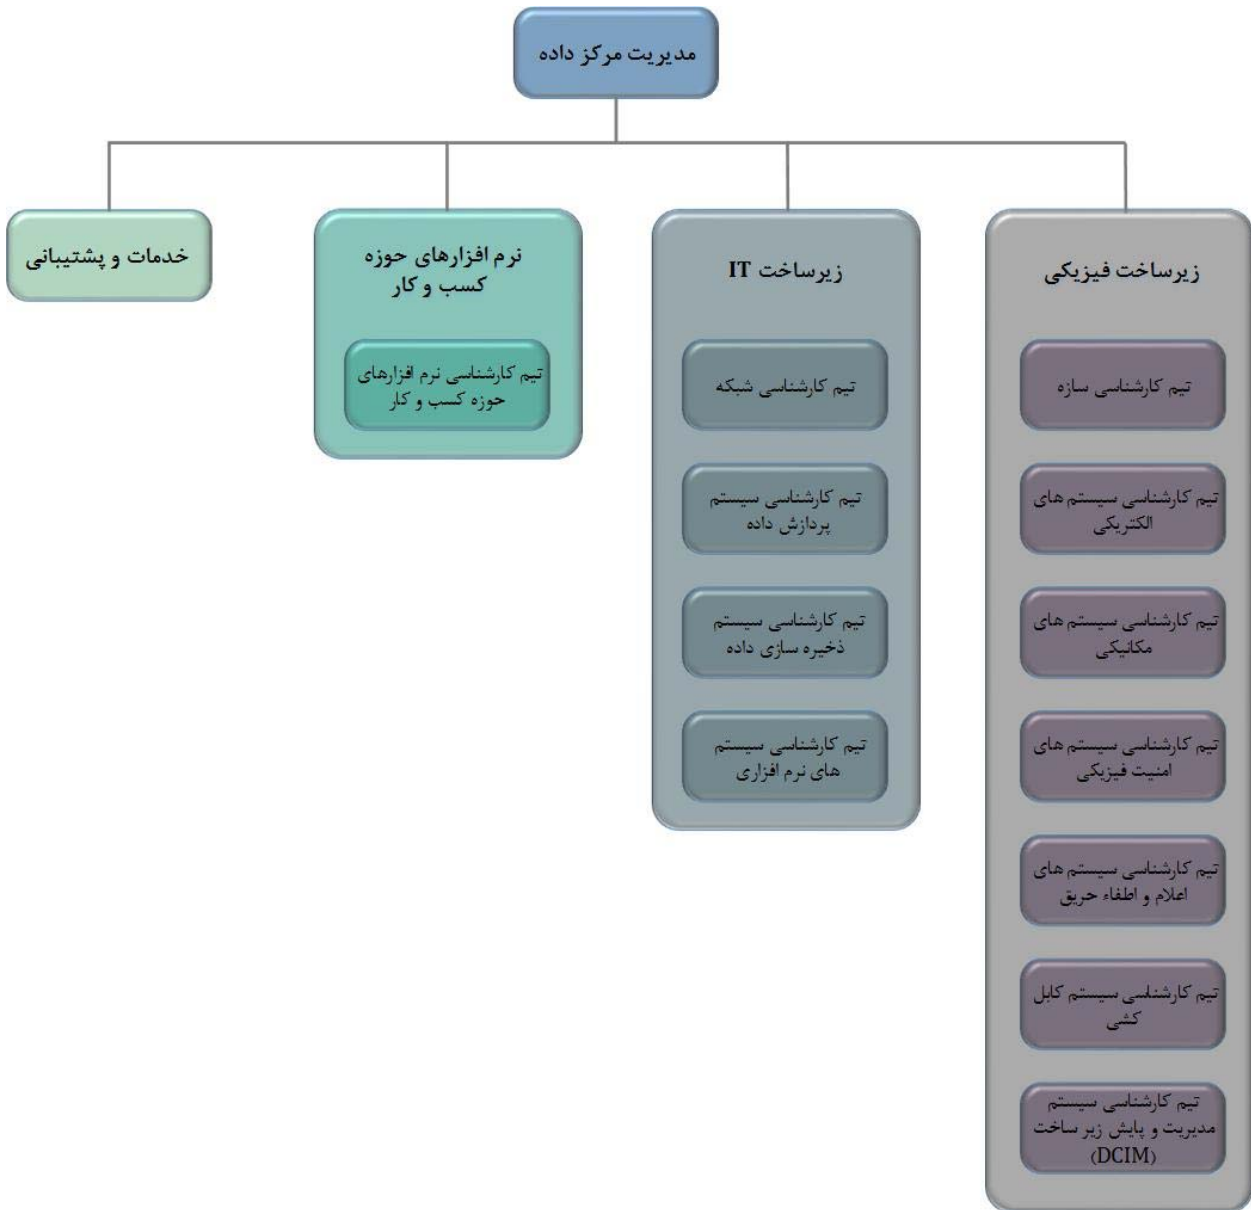 مدیریت مرکز داده
زیرساخت فیزیکی
تیم کارشناسی سازه
تیم کارشناسی سیستم های
الکتریکی
تیم کارشناسی سیستم های
مکانیکی
تیم کارشناسی سیستم های
امنیت فیزیکی
تیم کارشناسی سیستم های
اعلام و اطفاء حریق
تیم کارشناسی سیستم کابل
کشی
تیم کارشناسی سیستم
مدیریت و پایش زیر ساخت
(DCIM)
زیرساخت IT
تیم کارشناسی شبکه
تیم کارشناسی سیستم
پردازش داده
تیم کارشناسی سیستم
ذخیره سازی داده
تیم کارشناسی سیستم
های نرم افزاری
نرم افزارهای حوزه
کسب و کار
تیم کارشناسی نرم افزارهای
حوزه کسب و کار
خدمات و پشتیبانی